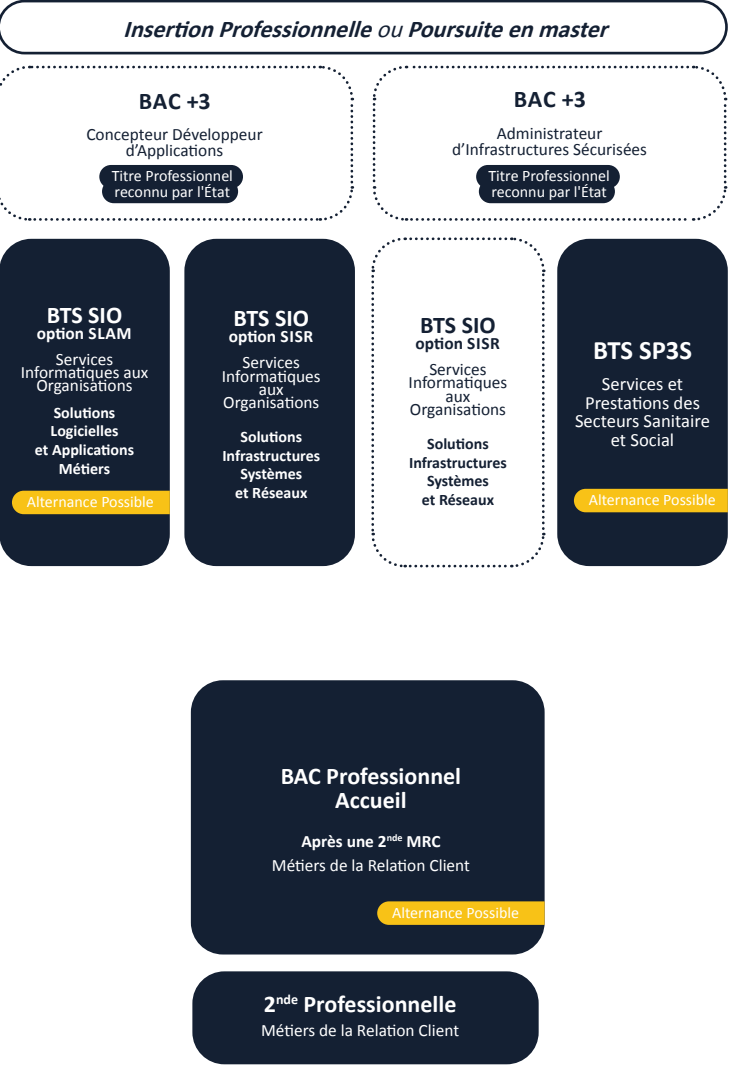 Insertion Professionnelle ou Poursuite en master
BAC +3
Concepteur Développeur
d'Applications
Titre Professionnel
reconnu par l'État
BAC +3
Administrateur
d'Infrastructures Sécurisées
Titre Professionnel
reconnu par l'État
BTS SIO
option SLAM
Services
Informatiques aux
Organisations
Solutions
Logicielles
et Applications
Métiers
Alternance Possible
BTS SIO
option SISR
Services
Informatiques
aux
Organisations
Solutions
Infrastructures
Systèmes
et Réseaux
BTS SIO
option SISR
Services
Informatiques
aux
Organisations
Solutions
Infrastructures
Systèmes
et Réseaux
BTS SP3S
Services et
Prestations des
Secteurs Sanitaire
et Social
Alternance Possible
BAC Professionnel
Accueil
Après une 2nde MRC
Métiers de la Relation Client
Alternance Possible
2nde Professionnelle
Métiers de la Relation Client